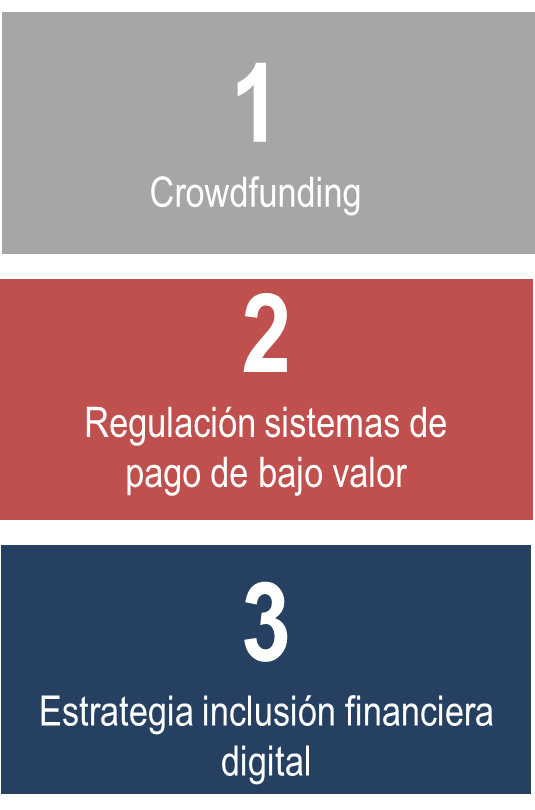 1
Crowdfunding
2
Regulación sistemas de
pago de bajo valor
3
Estrategia inclusión financiera
digital